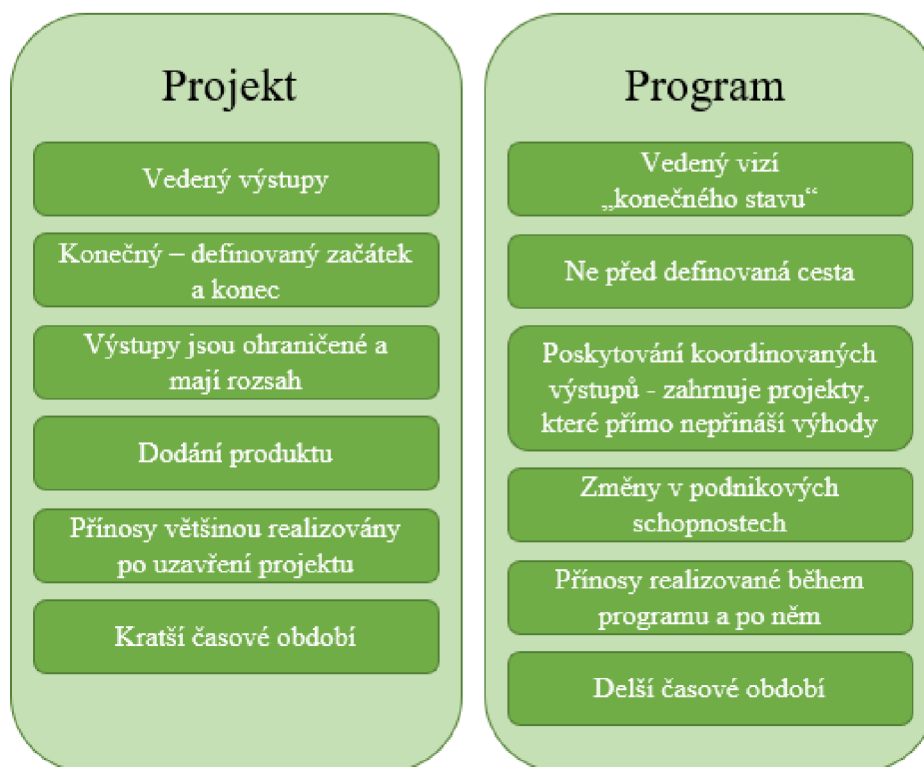 Projekt
Vedený výstupy
Konečný – definovaný začátek
a konec
Výstupy jsou ohraničené a
mají rozsah
Dodání produktu
Přínosy většinou realizovány
po uzavření projektu
Kratší časové období
Program
Vedený vizí
„konečného stavu“
Ne před definovaná cesta
Poskytování koordinovaných
výstupů - zahrnuje projekty,
které přímo nepřináší výhody
Změny v podnikových
schopnostech
Přínosy realizované během
programu a po něm
Delší časové období